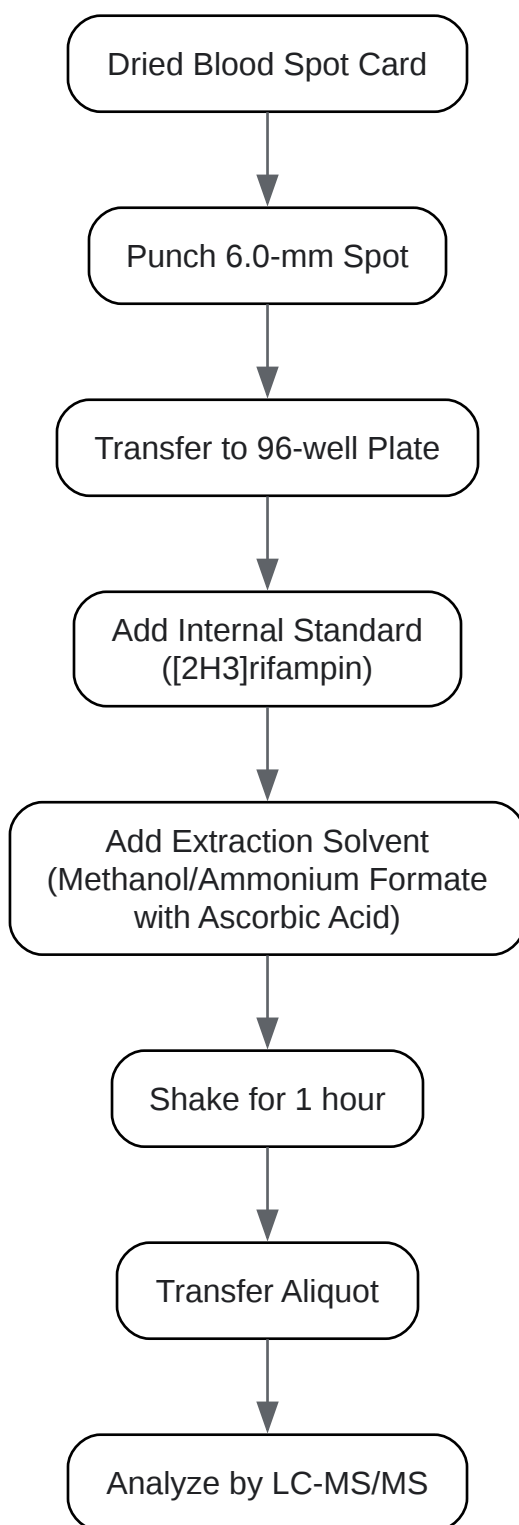 Dried Blood Spot Card
Punch 6.0-mm Spot
Transfer to 96-well Plate
Add Internal Standard
([2H3]rifampin)
Add Extraction Solvent
(Methanol/Ammonium Formate
with Ascorbic Acid)
Shake for 1 hour
Transfer Aliquot
Analyze by LC-MS/MS